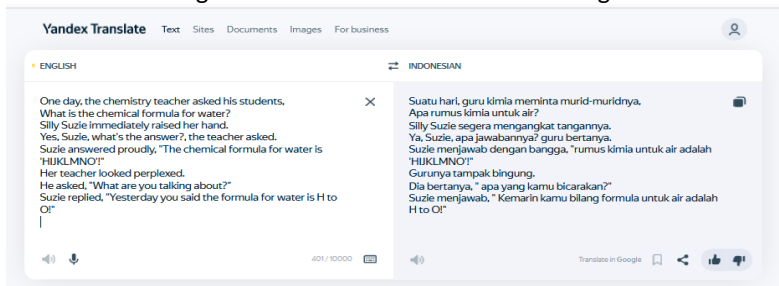 Yandex Translate Text Sites Documents Images For business
ENGLISH
INDONESIAN
One day, the chemistry teacher asked his students,
What is the chemical formula for water?
Silly Suzie immediately raised her hand.
Yes, Suzie, what's the answer?, the teacher asked.
Suzie answered proudly, "The chemical formula for water is
'HIJKLMNO'!"
Her teacher looked perplexed.
He asked, "What are you talking about?"
Suzie replied, "Yesterday you said the formula for water is H to
O!"
Suatu hari, guru kimia meminta murid-muridnya,
Apa rumus kimia untuk air?
Silly Suzie segera mengangkat tangannya.
Ya, Suzie, apa jawabannya? guru bertanya.
Suzie menjawab dengan bangga, "rumus kimia untuk air adalah
'HIJKLMNO'!"
Gurunya tampak bingung.
Dia bertanya, " apa yang kamu bicarakan?"
Suzie menjawab, " Kemarin kamu bilang formula untuk air adalah
H to O!"
401/10000
Translate in Google